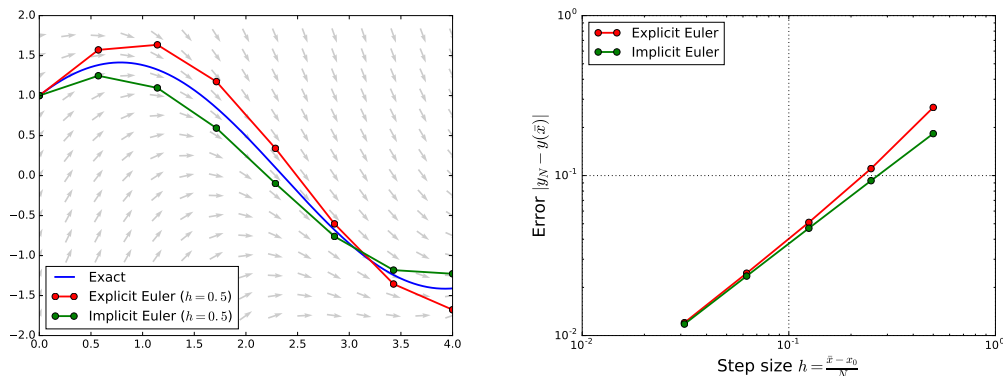 2.0
1.5
1.0
0.5
0.0
−0.5
−1.0
−1.5
−2.0
0.0 0.5 1.0 1.5 2.0 2.5 3.0 3.5 4.0
Exact
Explicit Euler (h = 0.5)
Implicit Euler (h = 0.5)
10^0
10^-1
10^-2
10^-2 10^-1 10^0
Error |y_N − y(x̄)|
Step size h = (x̄ − x_0)/N
Explicit Euler
Implicit Euler